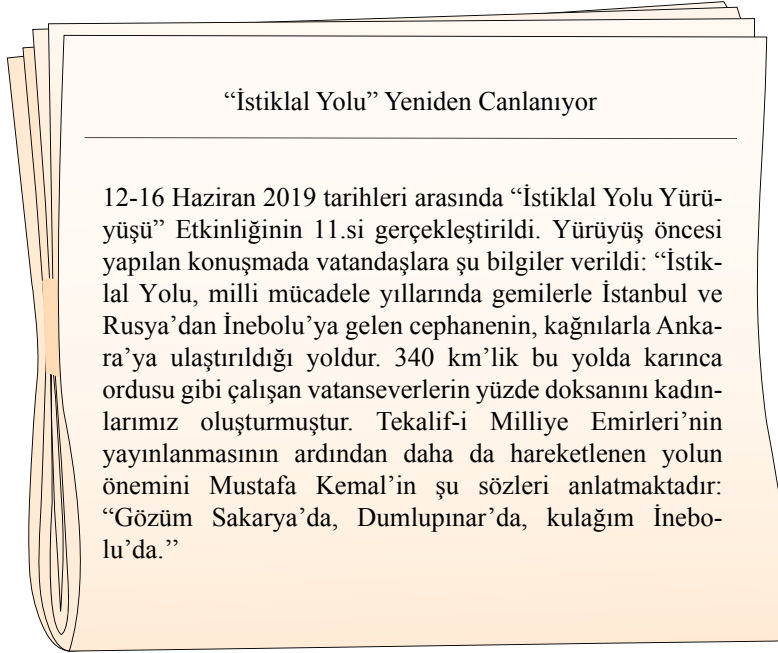 “İstiklal Yolu” Yeniden Canlanıyor
12-16 Haziran 2019 tarihleri arasında “İstiklal Yolu Yürü-
yüşü” Etkinliğinin 11.si gerçekleştirildi. Yürüyüş öncesi
yapılan konuşmada vatandaşlara şu bilgiler verildi: “İstik-
lal Yolu, milli mücadele yıllarında gemilerle İstanbul ve
Rusya’dan İnebolu’ya gelen cephanenin, kağnılarla Anka-
ra’ya ulaştırıldığı yoldur. 340 km’lik bu yolda karınca
ordusu gibi çalışan vatanseverlerin yüzde doksanını kadın-
larımız oluşturmuştur. Tekalif-i Milliye Emirleri’nin
yayınlanmasının ardından daha da hareketlenen yolun
önemini Mustafa Kemal’in şu sözleri anlatmaktadır:
“Gözüm Sakarya’da, Dumlupınar’da, kulağım İnebo-
lu’da.’’